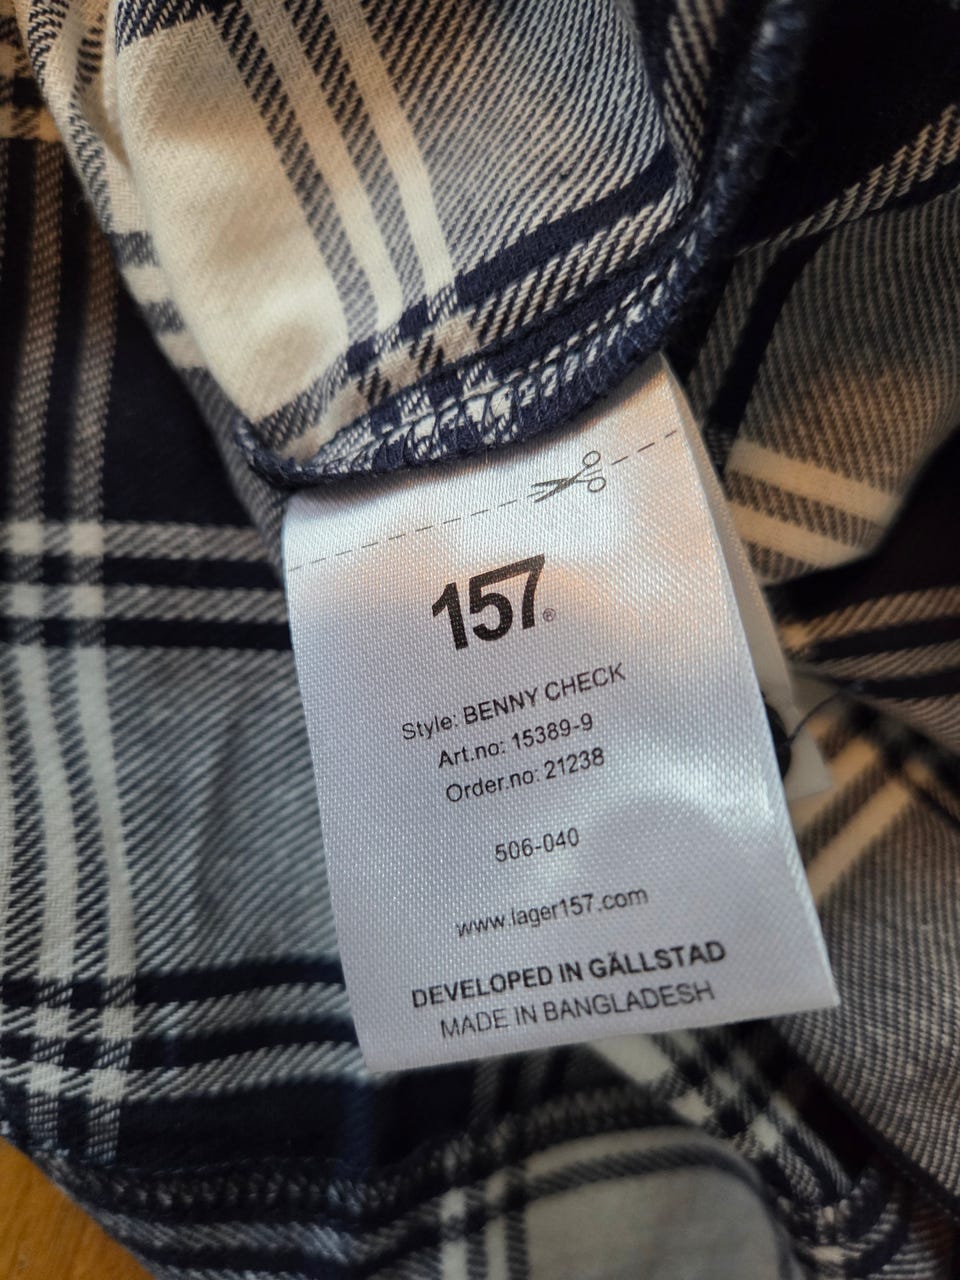 157®
Style: BENNY CHECK
Art.no: 15389-9
Order.no: 21238
506-040
www.lager157.com
DEVELOPED IN GÄLLSTAD
MADE IN BANGLADESH